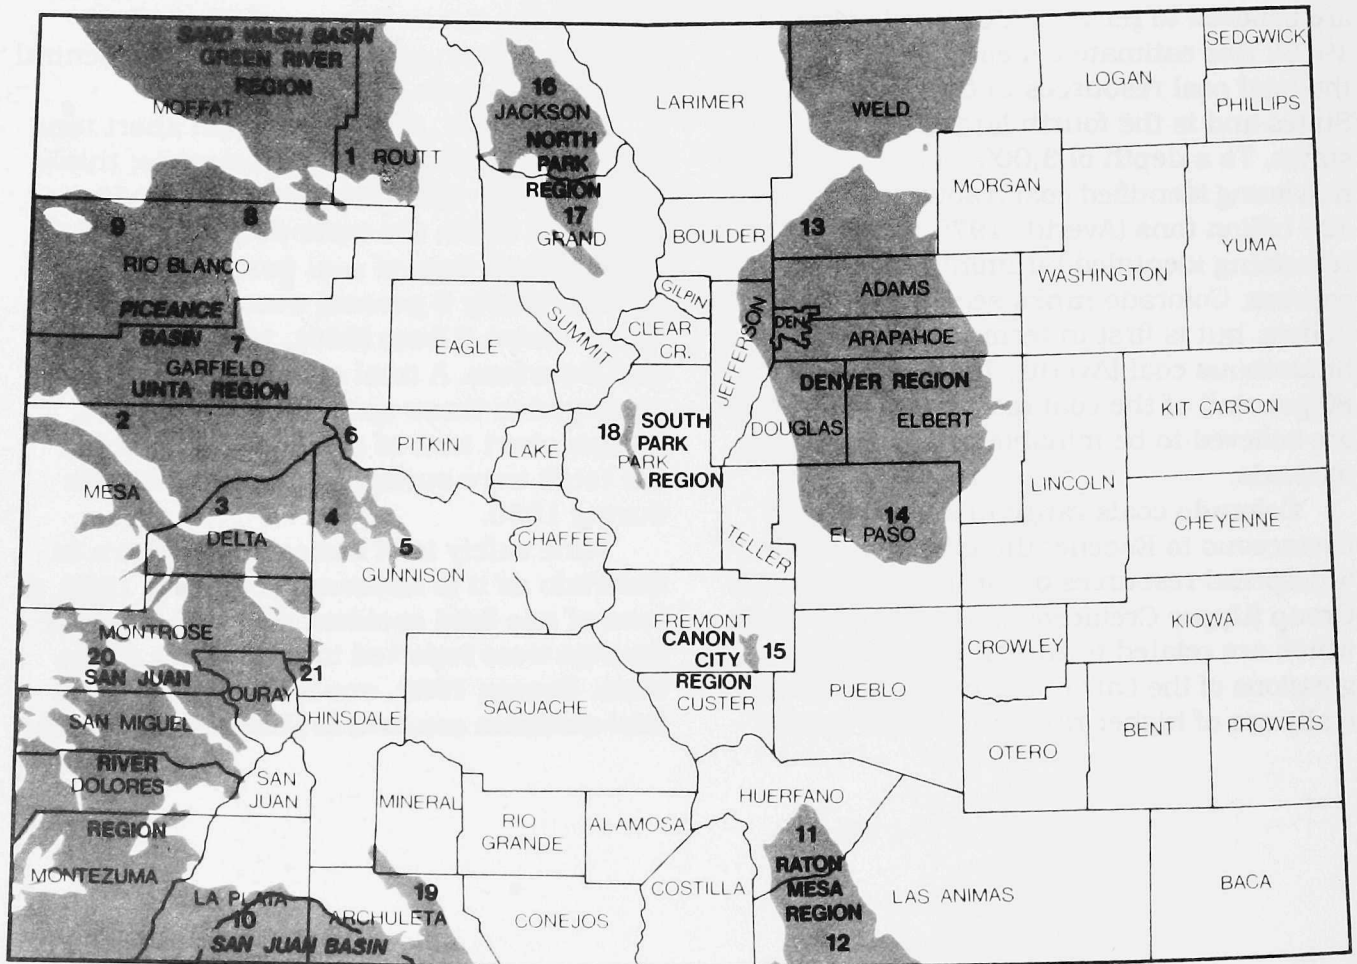 SAND WASH BASIN
GREEN RIVER
REGION
MOFFAT
1 ROUTT
16
JACKSON
NORTH
PARK
REGION
17
GRAND
LARIMER
WELD
LOGAN
SEDGWICK
PHILLIPS
MORGAN
YUMA
WASHINGTON
9
8
RIO BLANCO
PICEANCE
BASIN
7
GARFIELD
UINTA REGION
BOULDER
GILPIN
CLEAR
CR.
SUMMIT
EAGLE
JEFFERSON
13
ADAMS
DEN.
ARAPAHOE
DENVER REGION
DOUGLAS
ELBERT
KIT CARSON
2
6
PITKIN
LAKE
18
SOUTH
PARK
PARK
REGION
MESA
3
4
DELTA
5
GUNNISON
CHAFFEE
TELLER
14
EL PASO
LINCOLN
CHEYENNE
MONTROSE
20
SAN JUAN
21
OURAY
SAN MIGUEL
HINSDALE
SAGUACHE
FREMONT
CANON
CITY
REGION
15
CUSTER
PUEBLO
CROWLEY
KIOWA
OTERO
BENT
PROWERS
RIVER
DOLORES
REGION
SAN
JUAN
MINERAL
RIO
GRANDE
ALAMOSA
HUERFANO
11
RATON
MESA
REGION
12
MONTEZUMA
LA PLATA
10
SAN JUAN BASIN
19
ARCHULETA
CONEJOS
COSTILLA
LAS ANIMAS
BACA